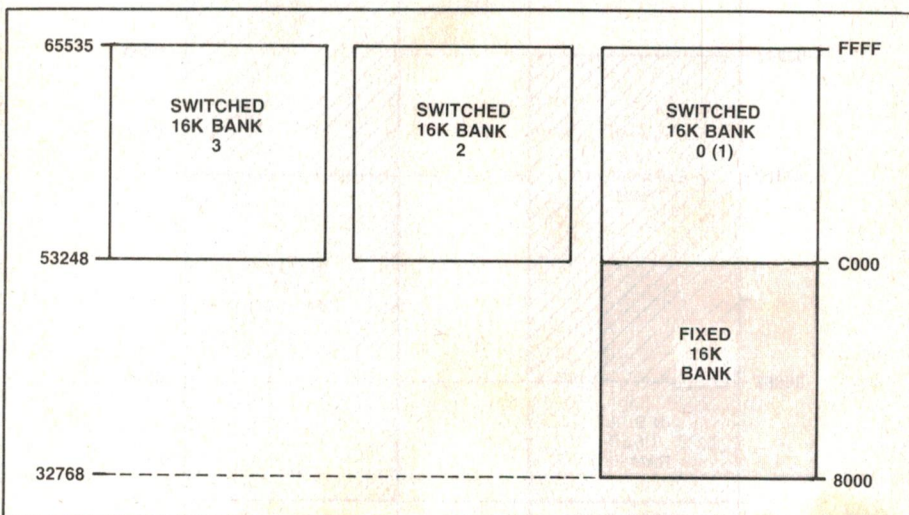 65535
SWITCHED
16K BANK
3
SWITCHED
16K BANK
2
SWITCHED
16K BANK
0 (1)
FFFF
53248
C000
FIXED
16K
BANK
32768
8000